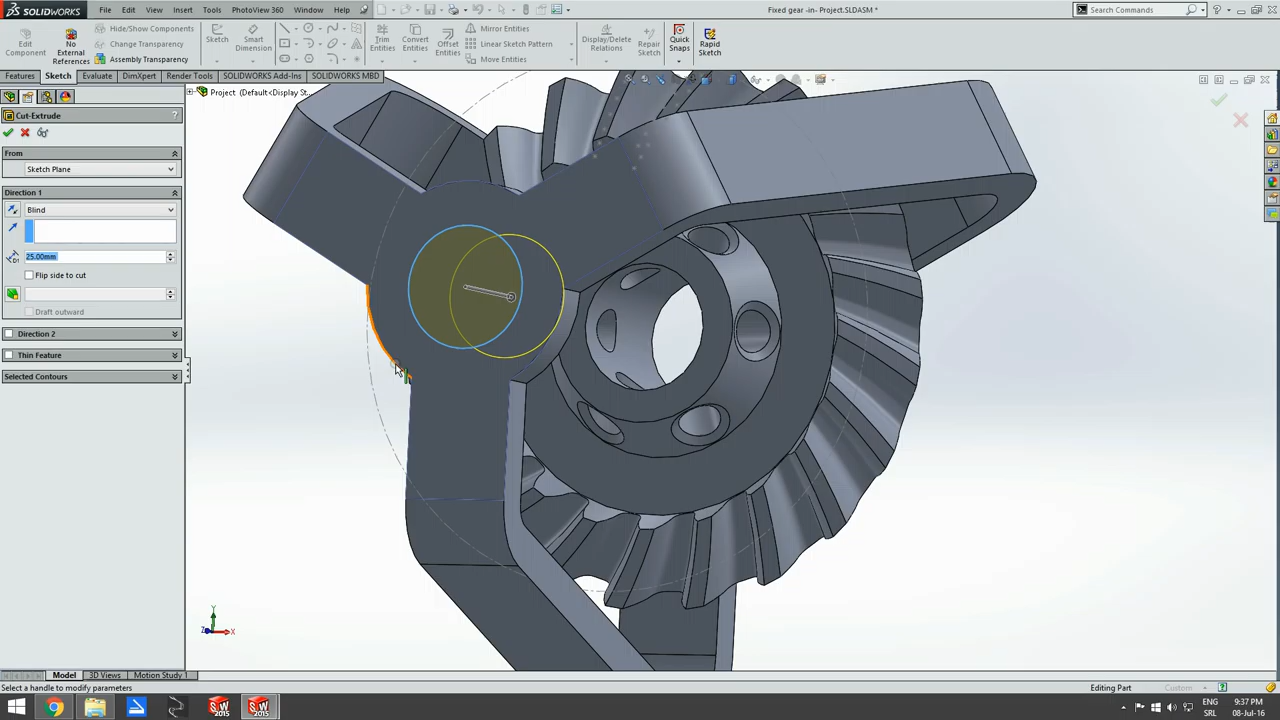 SOLIDWORKS
File Edit View Insert Tools PhotoView 360 Window Help
Fixed gear -in- Project.SLDASM *
Search Commands
Edit Component
No External References
Hide/Show Components
Change Transparency
Assembly Transparency
Sketch
Smart Dimension
Trim Entities
Convert Entities
Offset Entities
Mirror Entities
Linear Sketch Pattern
Move Entities
Display/Delete Relations
Repair Sketch
Quick Snaps
Rapid Sketch
Features Sketch Evaluate DimXpert Render Tools SOLIDWORKS Add-Ins SOLIDWORKS MBD
Project (Default<Display St...
Cut-Extrude
?
From
Sketch Plane
Direction 1
Blind
25.00mm
Flip side to cut
Draft outward
Direction 2
Thin Feature
Selected Contours
Y
Z
X
Model 3D Views Motion Study 1
Select a handle to modify parameters
Editing Part
Custom
SW 2015
SW 2015
ENG
SRL
9:37 PM
08-Jul-16